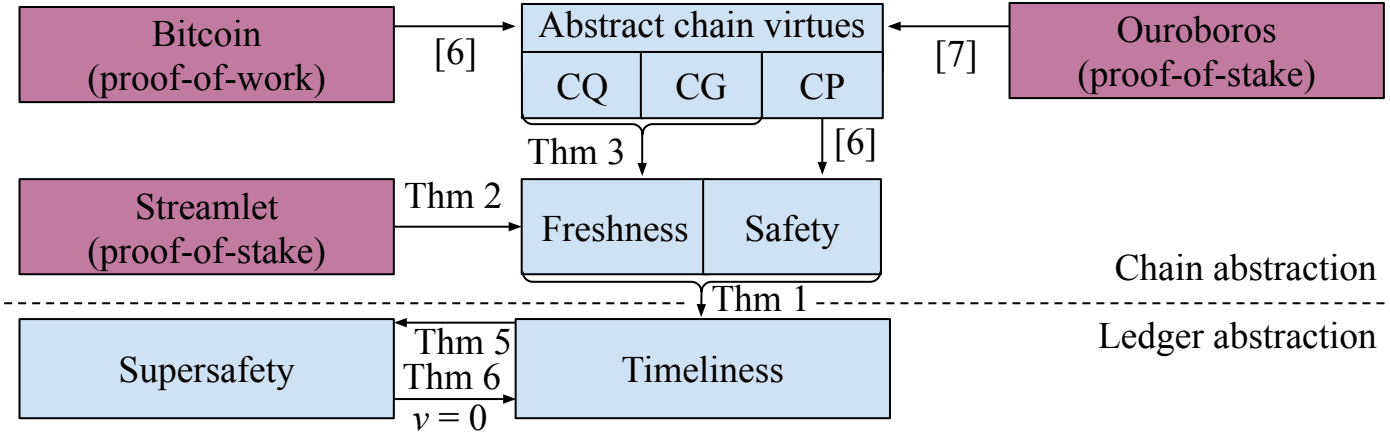 Bitcoin
(proof-of-work)
[6]
Abstract chain virtues
CQ
CG
CP
[7]
Ouroboros
(proof-of-stake)
Thm 3
[6]
Streamlet
(proof-of-stake)
Thm 2
Freshness
Safety
Chain abstraction
Thm 1
Ledger abstraction
Supersafety
Thm 5
Thm 6
v = 0
Timeliness